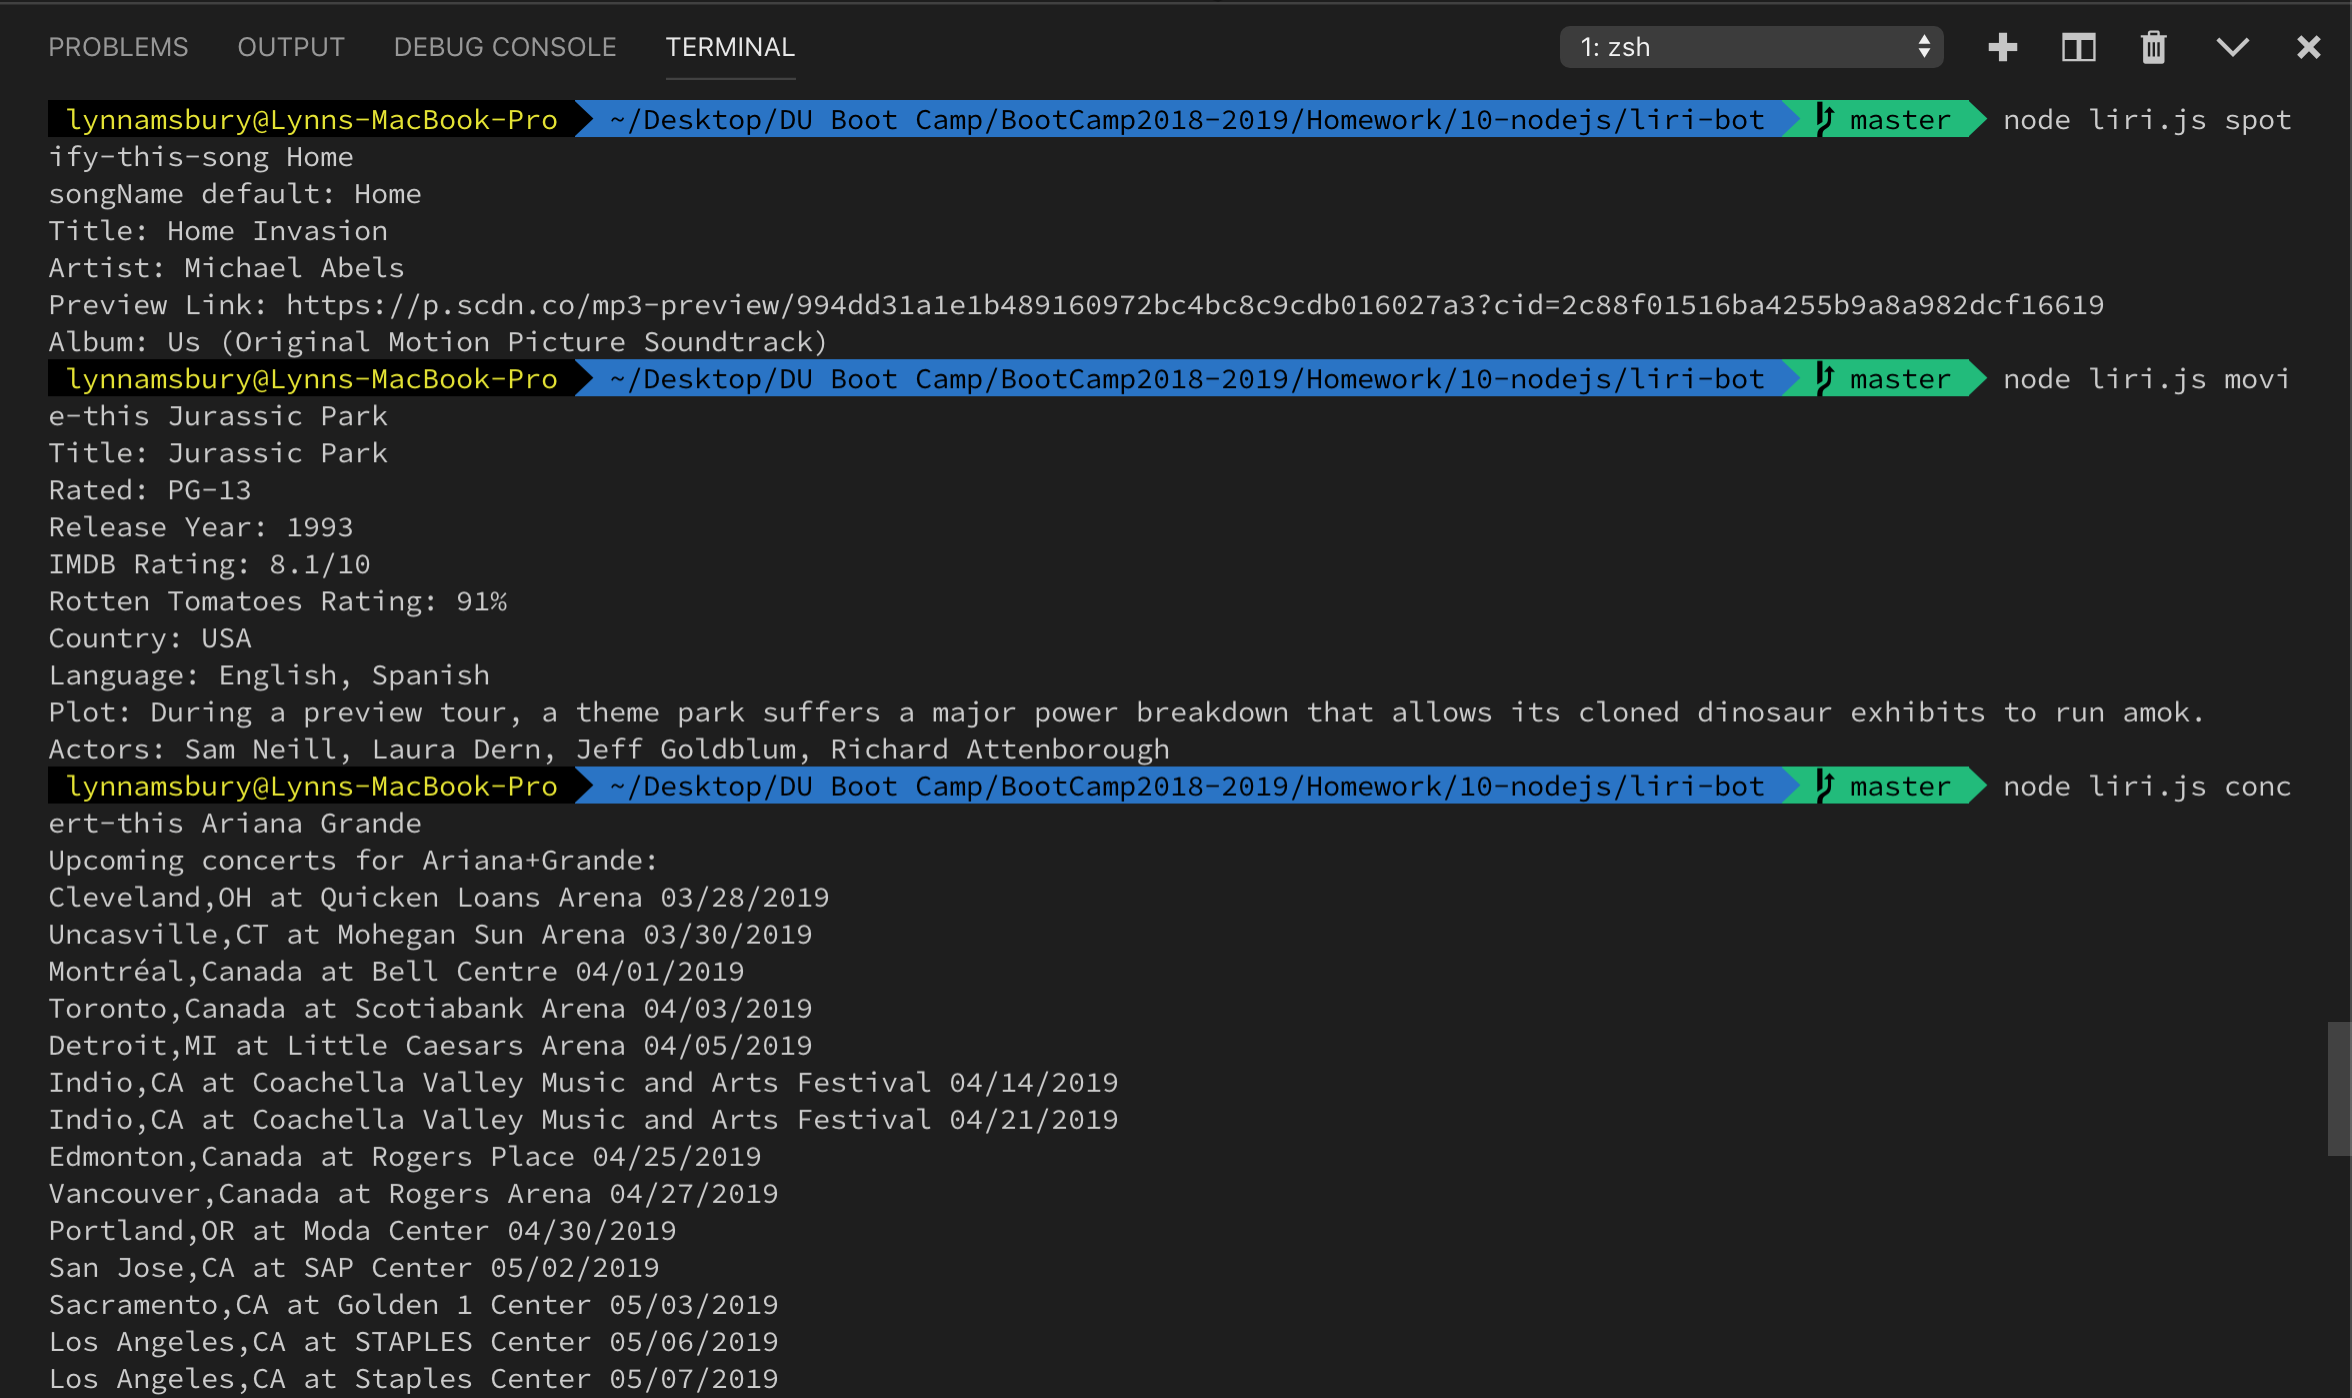 PROBLEMS OUTPUT DEBUG CONSOLE TERMINAL 1: zsh
lynnamsbury@Lynns-MacBook-Pro ~/Desktop/DU Boot Camp/BootCamp2018-2019/Homework/10-nodejs/liri-bot master node liri.js spot
ify-this-song Home
songName default: Home
Title: Home Invasion
Artist: Michael Abels
Preview Link: https://p.scdn.co/mp3-preview/994dd31a1e1b489160972bc4bc8c9cdb016027a3?cid=2c88f01516ba4255b9a8a982dcf16619
Album: Us (Original Motion Picture Soundtrack)
lynnamsbury@Lynns-MacBook-Pro ~/Desktop/DU Boot Camp/BootCamp2018-2019/Homework/10-nodejs/liri-bot master node liri.js movi
e-this Jurassic Park
Title: Jurassic Park
Rated: PG-13
Release Year: 1993
IMDB Rating: 8.1/10
Rotten Tomatoes Rating: 91%
Country: USA
Language: English, Spanish
Plot: During a preview tour, a theme park suffers a major power breakdown that allows its cloned dinosaur exhibits to run amok.
Actors: Sam Neill, Laura Dern, Jeff Goldblum, Richard Attenborough
lynnamsbury@Lynns-MacBook-Pro ~/Desktop/DU Boot Camp/BootCamp2018-2019/Homework/10-nodejs/liri-bot master node liri.js conc
ert-this Ariana Grande
Upcoming concerts for Ariana+Grande:
Cleveland,OH at Quicken Loans Arena 03/28/2019
Uncasville,CT at Mohegan Sun Arena 03/30/2019
Montréal,Canada at Bell Centre 04/01/2019
Toronto,Canada at Scotiabank Arena 04/03/2019
Detroit,MI at Little Caesars Arena 04/05/2019
Indio,CA at Coachella Valley Music and Arts Festival 04/14/2019
Indio,CA at Coachella Valley Music and Arts Festival 04/21/2019
Edmonton,Canada at Rogers Place 04/25/2019
Vancouver,Canada at Rogers Arena 04/27/2019
Portland,OR at Moda Center 04/30/2019
San Jose,CA at SAP Center 05/02/2019
Sacramento,CA at Golden 1 Center 05/03/2019
Los Angeles,CA at STAPLES Center 05/06/2019
Los Angeles,CA at Staples Center 05/07/2019